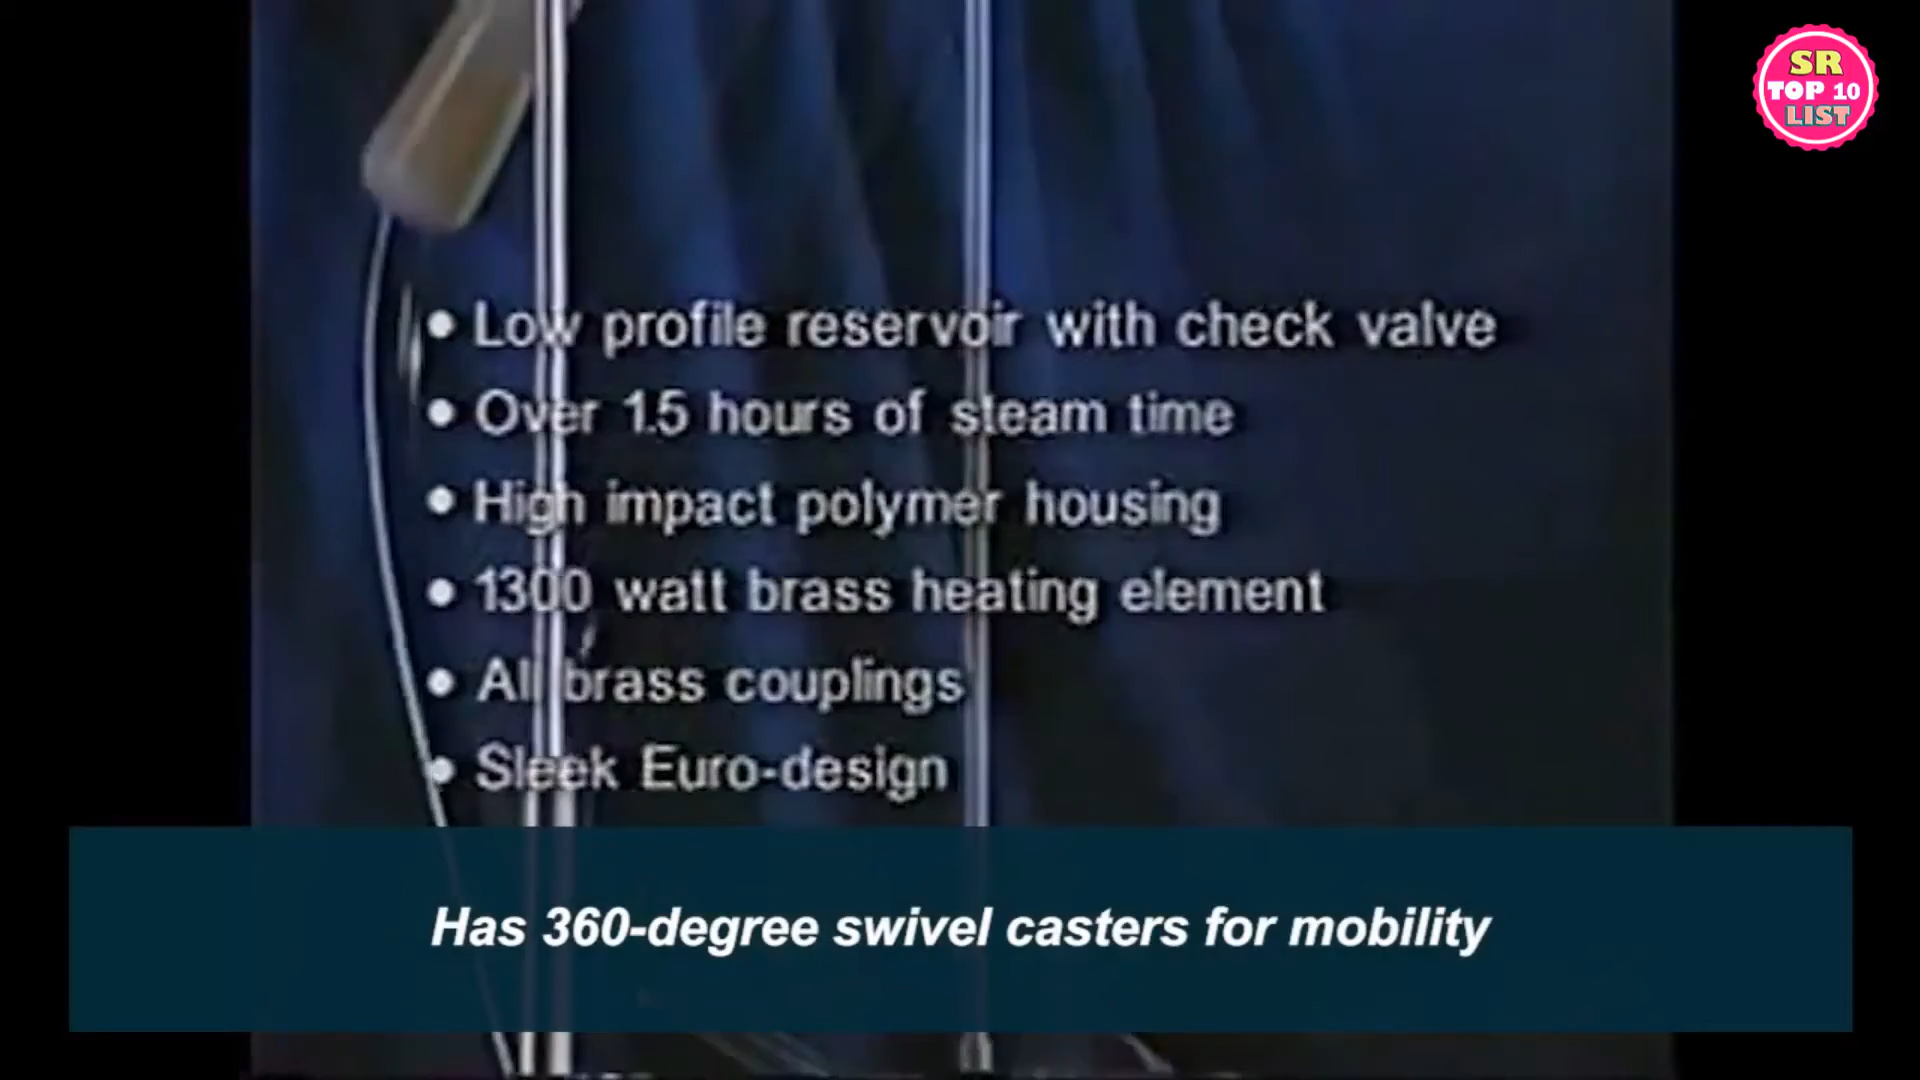 SR
TOP 10
LIST
• Low profile reservoir with check valve
• Over 1.5 hours of steam time
• High impact polymer housing
• 1300 watt brass heating element
• All brass couplings
• Sleek Euro-design
Has 360-degree swivel casters for mobility